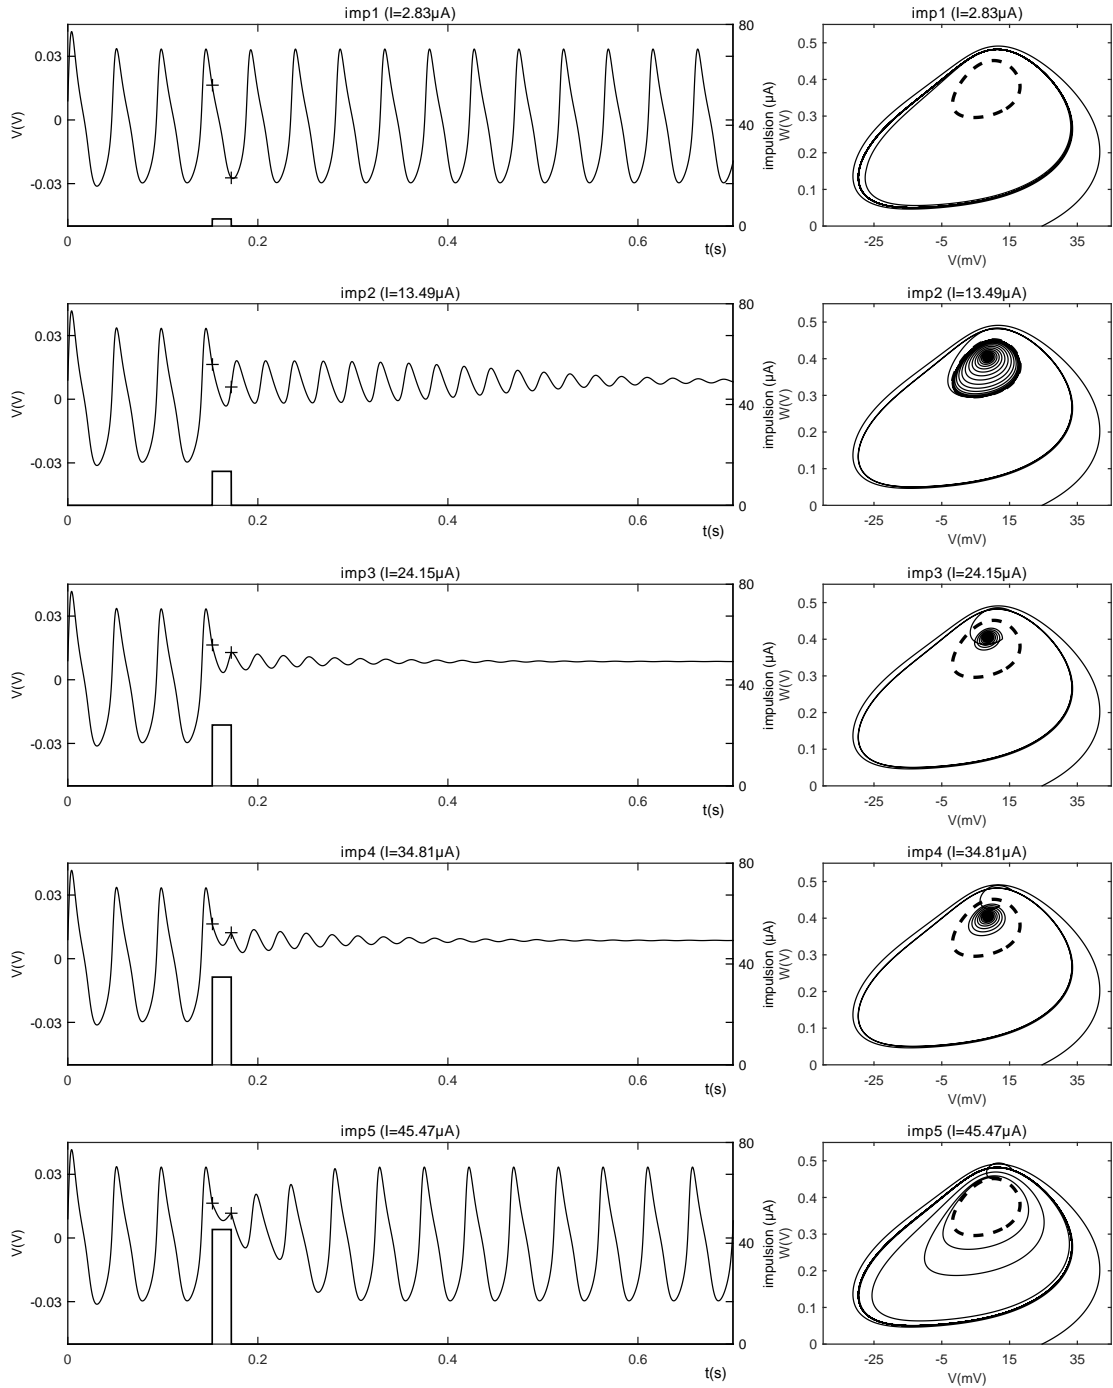 imp1 (I=2.83µA)
0.03
0
-0.03
V(V)
80
40
0
impulsion (µA)
0
0.2
0.4
0.6
t(s)
imp1 (I=2.83µA)
0.5
0.4
0.3
0.2
0.1
0
W(V)
-25
-5
15
35
V(mV)
imp2 (I=13.49µA)
0.03
0
-0.03
V(V)
80
40
0
impulsion (µA)
0
0.2
0.4
0.6
t(s)
imp2 (I=13.49µA)
0.5
0.4
0.3
0.2
0.1
0
W(V)
-25
-5
15
35
V(mV)
imp3 (I=24.15µA)
0.03
0
-0.03
V(V)
80
40
0
impulsion (µA)
0
0.2
0.4
0.6
t(s)
imp3 (I=24.15µA)
0.5
0.4
0.3
0.2
0.1
0
W(V)
-25
-5
15
35
V(mV)
imp4 (I=34.81µA)
0.03
0
-0.03
V(V)
80
40
0
impulsion (µA)
0
0.2
0.4
0.6
t(s)
imp4 (I=34.81µA)
0.5
0.4
0.3
0.2
0.1
0
W(V)
-25
-5
15
35
V(mV)
imp5 (I=45.47µA)
0.03
0
-0.03
V(V)
80
40
0
impulsion (µA)
0
0.2
0.4
0.6
t(s)
imp5 (I=45.47µA)
0.5
0.4
0.3
0.2
0.1
0
W(V)
-25
-5
15
35
V(mV)